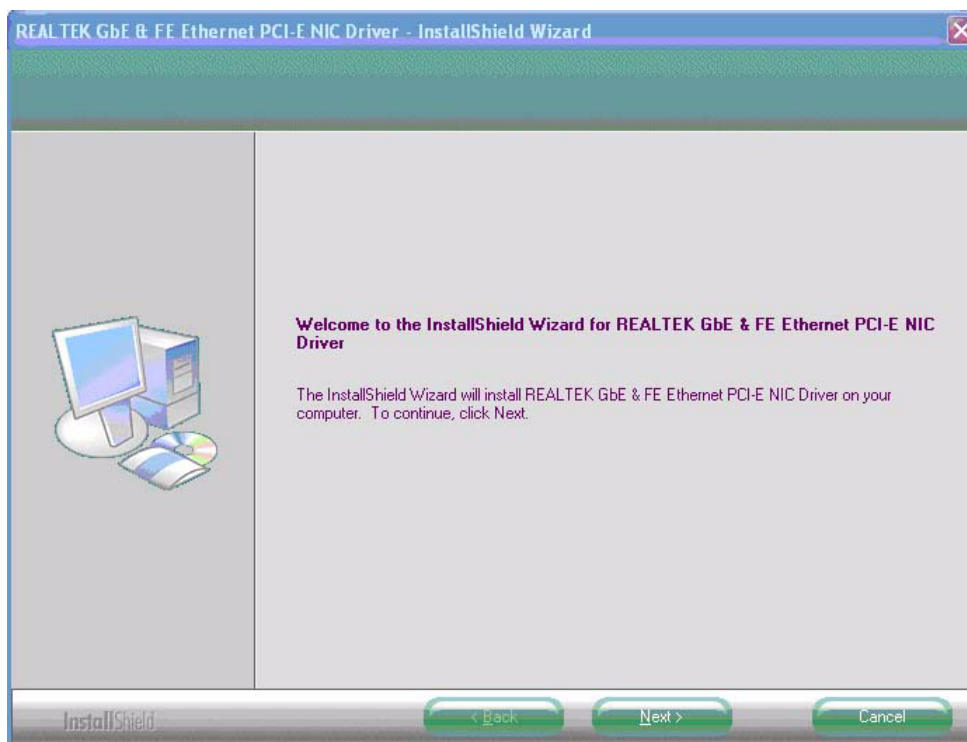 REALTEK GbE & FE Ethernet PCI-E NIC Driver - InstallShield Wizard
Welcome to the InstallShield Wizard for REALTEK GbE & FE Ethernet PCI-E NIC
Driver
The InstallShield Wizard will install REALTEK GbE & FE Ethernet PCI-E NIC Driver on your
computer. To continue, click Next.
InstallShield
< Back
Next >
Cancel